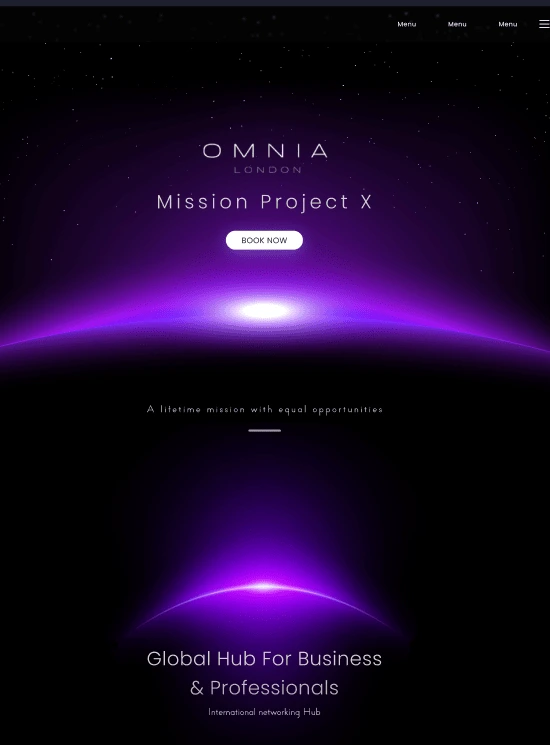 Menu Menu Menu
OMNIA
LONDON
Mission Project X
BOOK NOW
A lifetime mission with equal opportunities
Global Hub For Business
& Professionals
International networking Hub